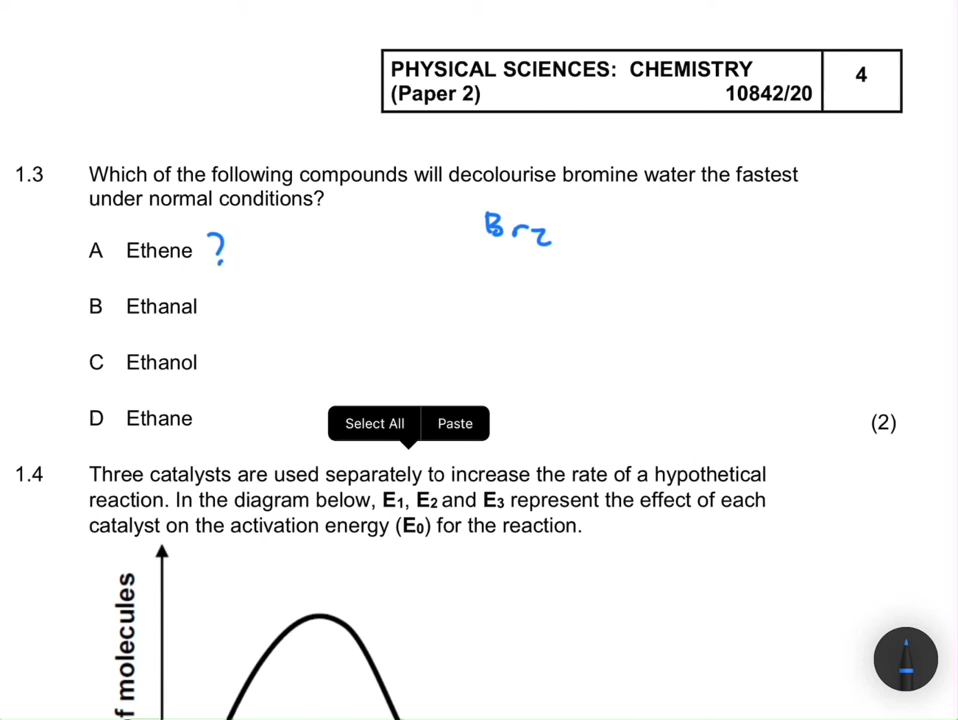 PHYSICAL SCIENCES: CHEMISTRY
(Paper 2) 10842/20
4
1.3 Which of the following compounds will decolourise bromine water the fastest
under normal conditions?
Br2
A Ethene ?
B Ethanal
C Ethanol
D Ethane
Select All Paste
(2)
1.4 Three catalysts are used separately to increase the rate of a hypothetical
reaction. In the diagram below, E1, E2 and E3 represent the effect of each
catalyst on the activation energy (E0) for the reaction.
f molecules